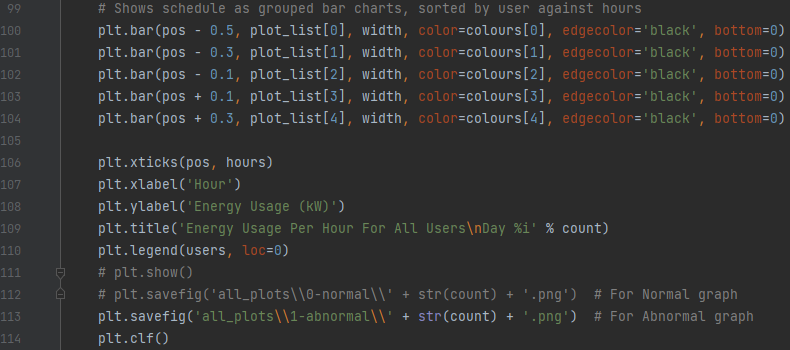 99 # Shows schedule as grouped bar charts, sorted by user against hours
100 plt.bar(pos - 0.5, plot_list[0], width, color=colours[0], edgecolor='black', bottom=0)
101 plt.bar(pos - 0.3, plot_list[1], width, color=colours[1], edgecolor='black', bottom=0)
102 plt.bar(pos - 0.1, plot_list[2], width, color=colours[2], edgecolor='black', bottom=0)
103 plt.bar(pos + 0.1, plot_list[3], width, color=colours[3], edgecolor='black', bottom=0)
104 plt.bar(pos + 0.3, plot_list[4], width, color=colours[4], edgecolor='black', bottom=0)
105
106 plt.xticks(pos, hours)
107 plt.xlabel('Hour')
108 plt.ylabel('Energy Usage (kW)')
109 plt.title('Energy Usage Per Hour For All Users\nDay %i' % count)
110 plt.legend(users, loc=0)
111 # plt.show()
112 # plt.savefig('all_plots\\0-normal\\' + str(count) + '.png')  # For Normal graph
113 plt.savefig('all_plots\\1-abnormal\\' + str(count) + '.png')  # For Abnormal graph
114 plt.clf()